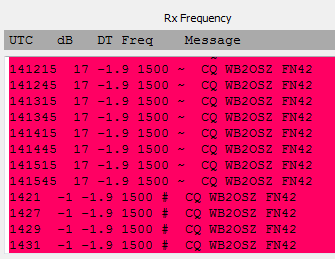 Rx Frequency
UTC dB DT Freq Message
~
141215 17 -1.9 1500 ~ CQ WB2OSZ FN42
141245 17 -1.9 1500 ~ CQ WB2OSZ FN42
141315 17 -1.9 1500 ~ CQ WB2OSZ FN42
141345 17 -1.9 1500 ~ CQ WB2OSZ FN42
141415 17 -1.9 1500 ~ CQ WB2OSZ FN42
141445 17 -1.9 1500 ~ CQ WB2OSZ FN42
141515 17 -1.9 1500 ~ CQ WB2OSZ FN42
141545 17 -1.9 1500 ~ CQ WB2OSZ FN42
1421 -1 -1.9 1500 # CQ WB2OSZ FN42
1427 -1 -1.9 1500 # CQ WB2OSZ FN42
1429 -1 -1.9 1500 # CQ WB2OSZ FN42
1431 -1 -1.9 1500 # CQ WB2OSZ FN42